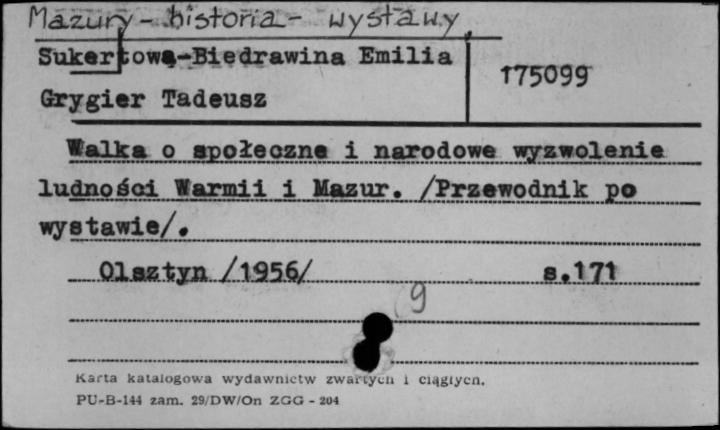 Mazury - historia - wystawy
Sukertowa-Biedrawina Emilia
175099
Grygier Tadeusz
Walka o społeczne i narodowe wyzwolenie
ludności Warmii i Mazur. /Przewodnik po
wystawie/.
Olsztyn /1956/ s.171
9
Karta katalogowa wydawnictw zwartych i ciągłych.
PU-B-144 zam. 29/DW/On ZGG - 204